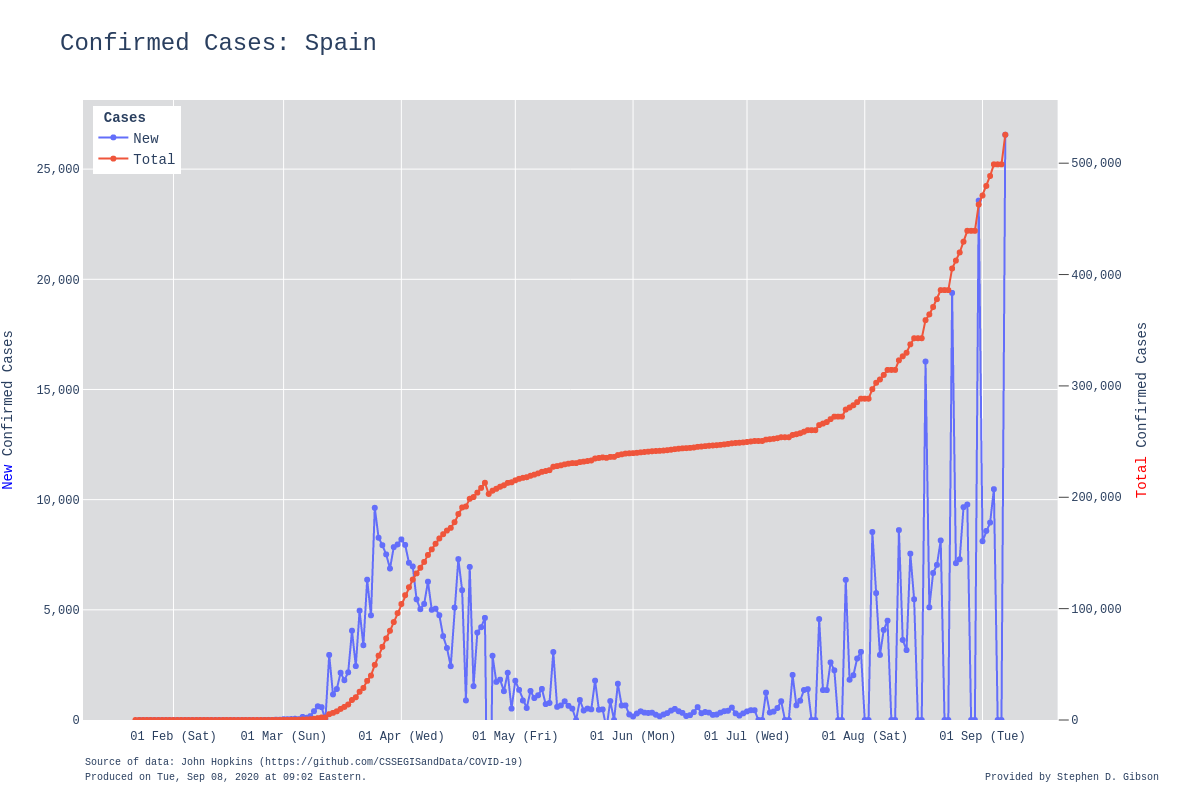 Confirmed Cases: Spain
Cases
New
Total
25,000
20,000
15,000
10,000
5,000
0
New Confirmed Cases
500,000
400,000
300,000
200,000
100,000
0
Total Confirmed Cases
01 Feb (Sat)
01 Mar (Sun)
01 Apr (Wed)
01 May (Fri)
01 Jun (Mon)
01 Jul (Wed)
01 Aug (Sat)
01 Sep (Tue)
Source of data: John Hopkins (https://github.com/CSSEGISandData/COVID-19)
Produced on Tue, Sep 08, 2020 at 09:02 Eastern.
Provided by Stephen D. Gibson